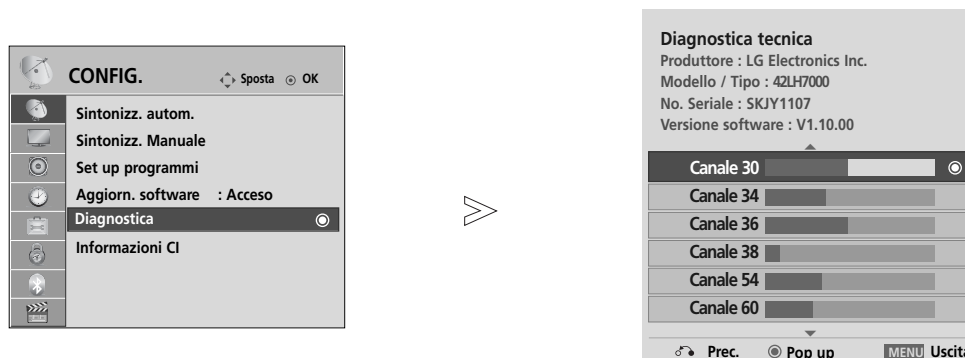 CONFIG.
Sposta OK
Sintonizz. autom.
Sintonizz. Manuale
Set up programmi
Aggiorn. software : Acceso
Diagnostica
Informazioni CI
Diagnostica tecnica
Produttore : LG Electronics Inc.
Modello / Tipo : 42LH7000
No. Seriale : SKJY1107
Versione software : V1.10.00
Canale 30
Canale 34
Canale 36
Canale 38
Canale 54
Canale 60
Prec. Pop up MENU Uscita